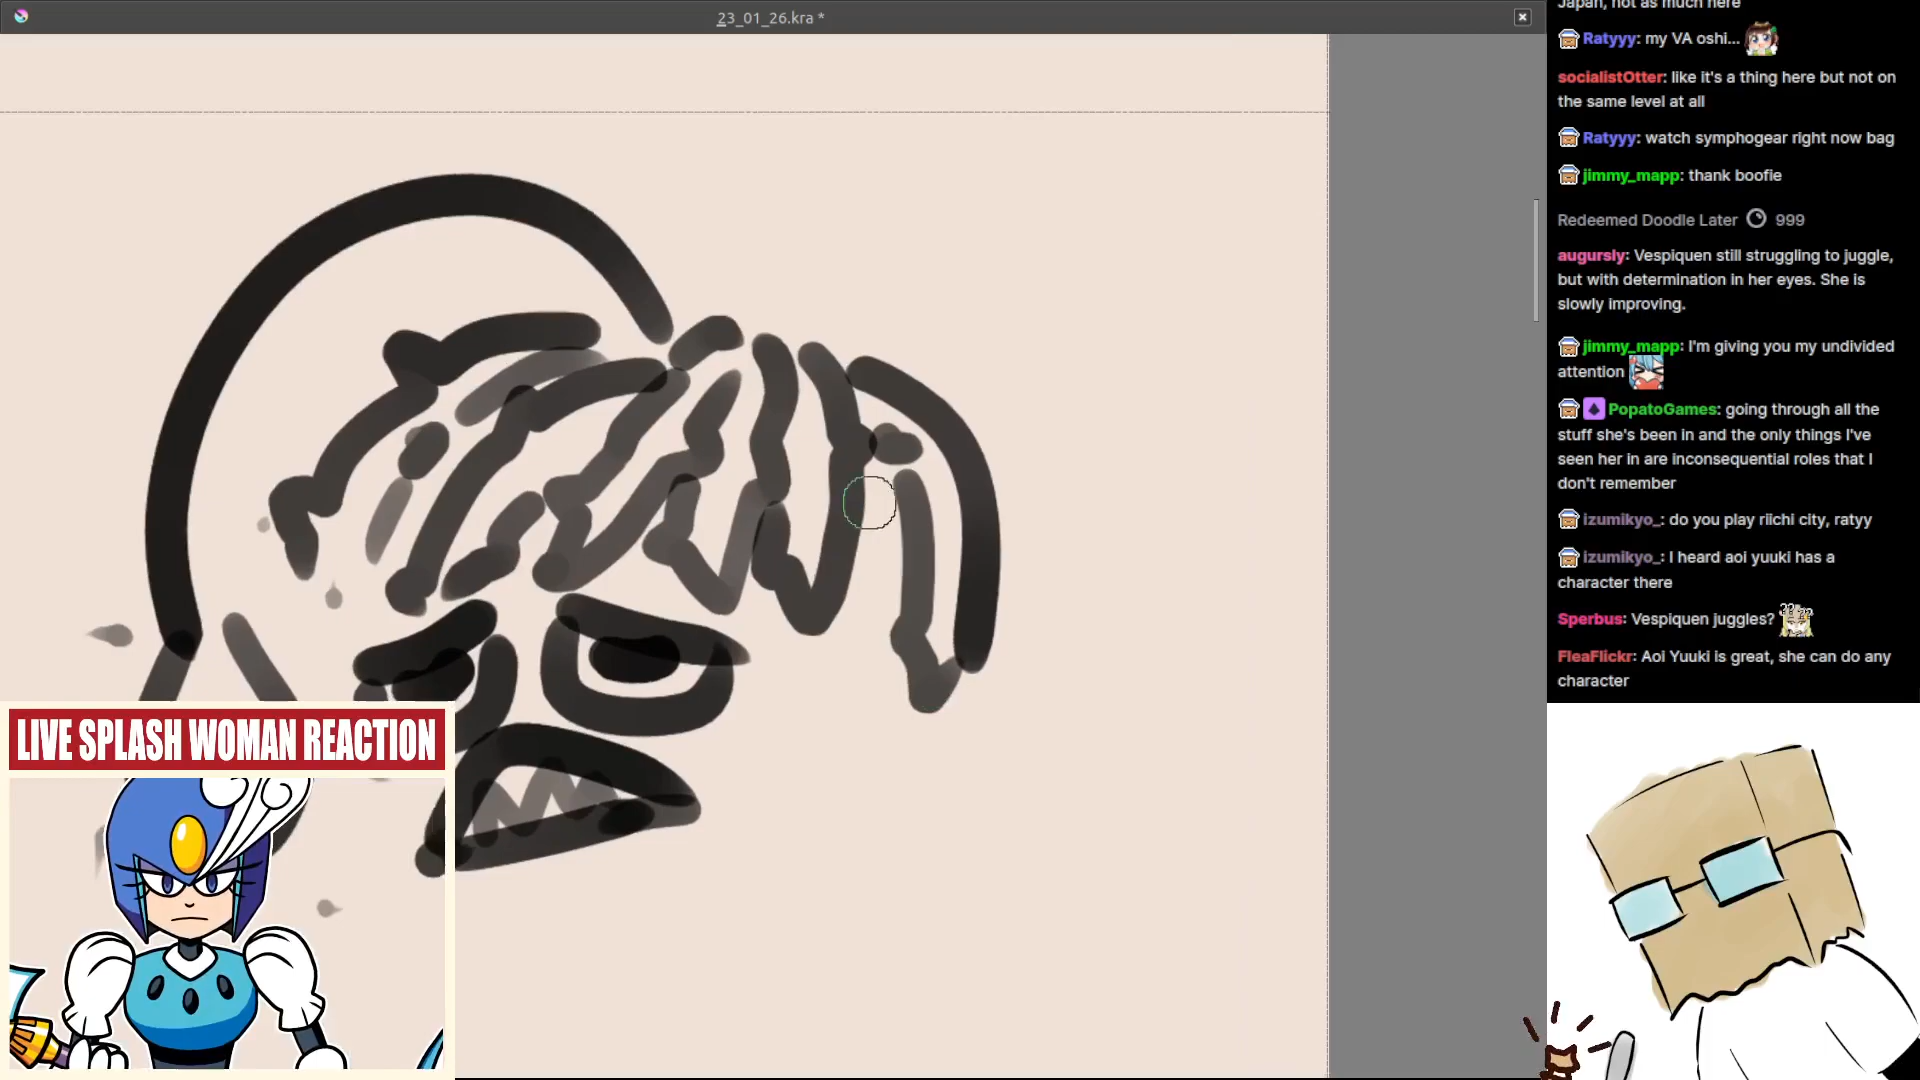 23_01_26.kra *
Japan, not as much here
Ratyyy: my VA oshi...
socialistOtter: like it's a thing here but not on
the same level at all
Ratyyy: watch symphogear right now bag
jimmy_mapp: thank boofie
Redeemed Doodle Later 999
augursly: Vespiquen still struggling to juggle,
but with determination in her eyes. She is
slowly improving.
jimmy_mapp: I'm giving you my undivided
attention
PopatoGames: going through all the
stuff she's been in and the only things I've
seen her in are inconsequential roles that I
don't remember
izumikyo_: do you play riichi city, ratyy
izumikyo_: I heard aoi yuuki has a
character there
Sperbus: Vespiquen juggles?
FleaFlickr: Aoi Yuuki is great, she can do any
character
LIVE SPLASH WOMAN REACTION